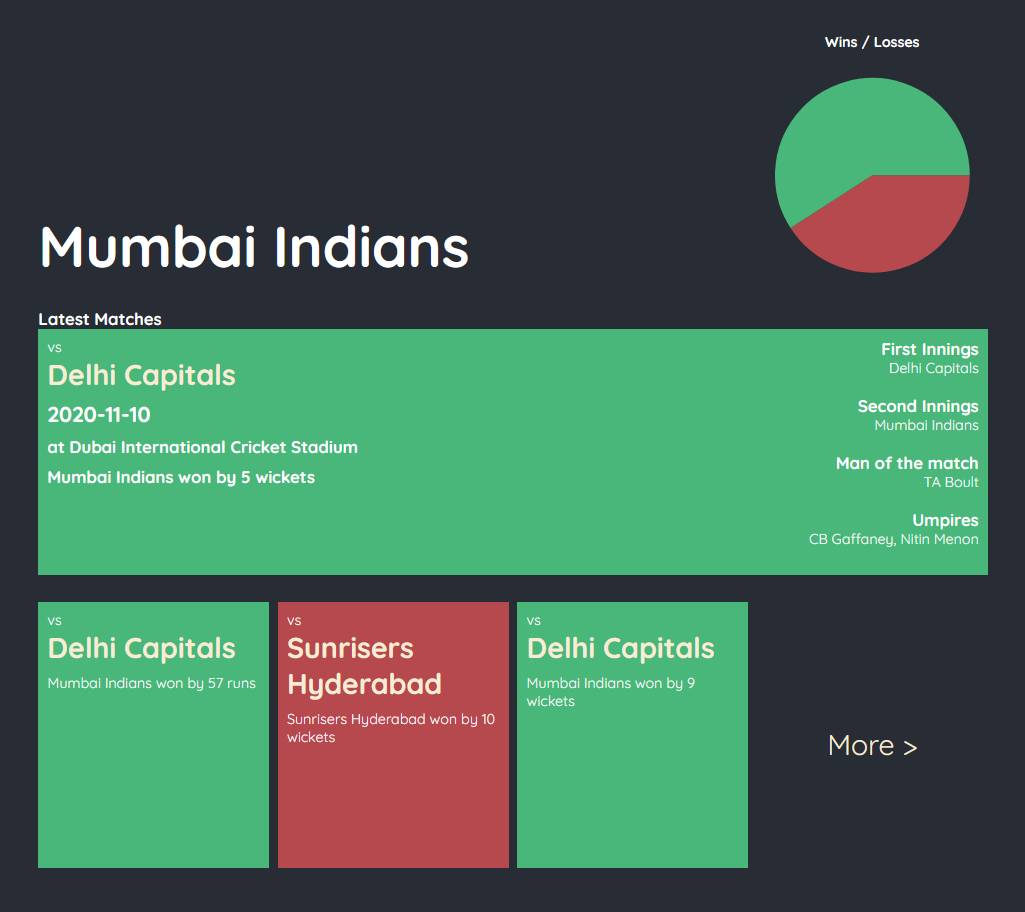 Wins / Losses
Mumbai Indians
Latest Matches
vs
Delhi Capitals
2020-11-10
at Dubai International Cricket Stadium
Mumbai Indians won by 5 wickets
First Innings
Delhi Capitals
Second Innings
Mumbai Indians
Man of the match
TA Boult
Umpires
CB Gaffaney, Nitin Menon
vs
Delhi Capitals
Mumbai Indians won by 57 runs
vs
Sunrisers
Hyderabad
Sunrisers Hyderabad won by 10
wickets
vs
Delhi Capitals
Mumbai Indians won by 9
wickets
More >